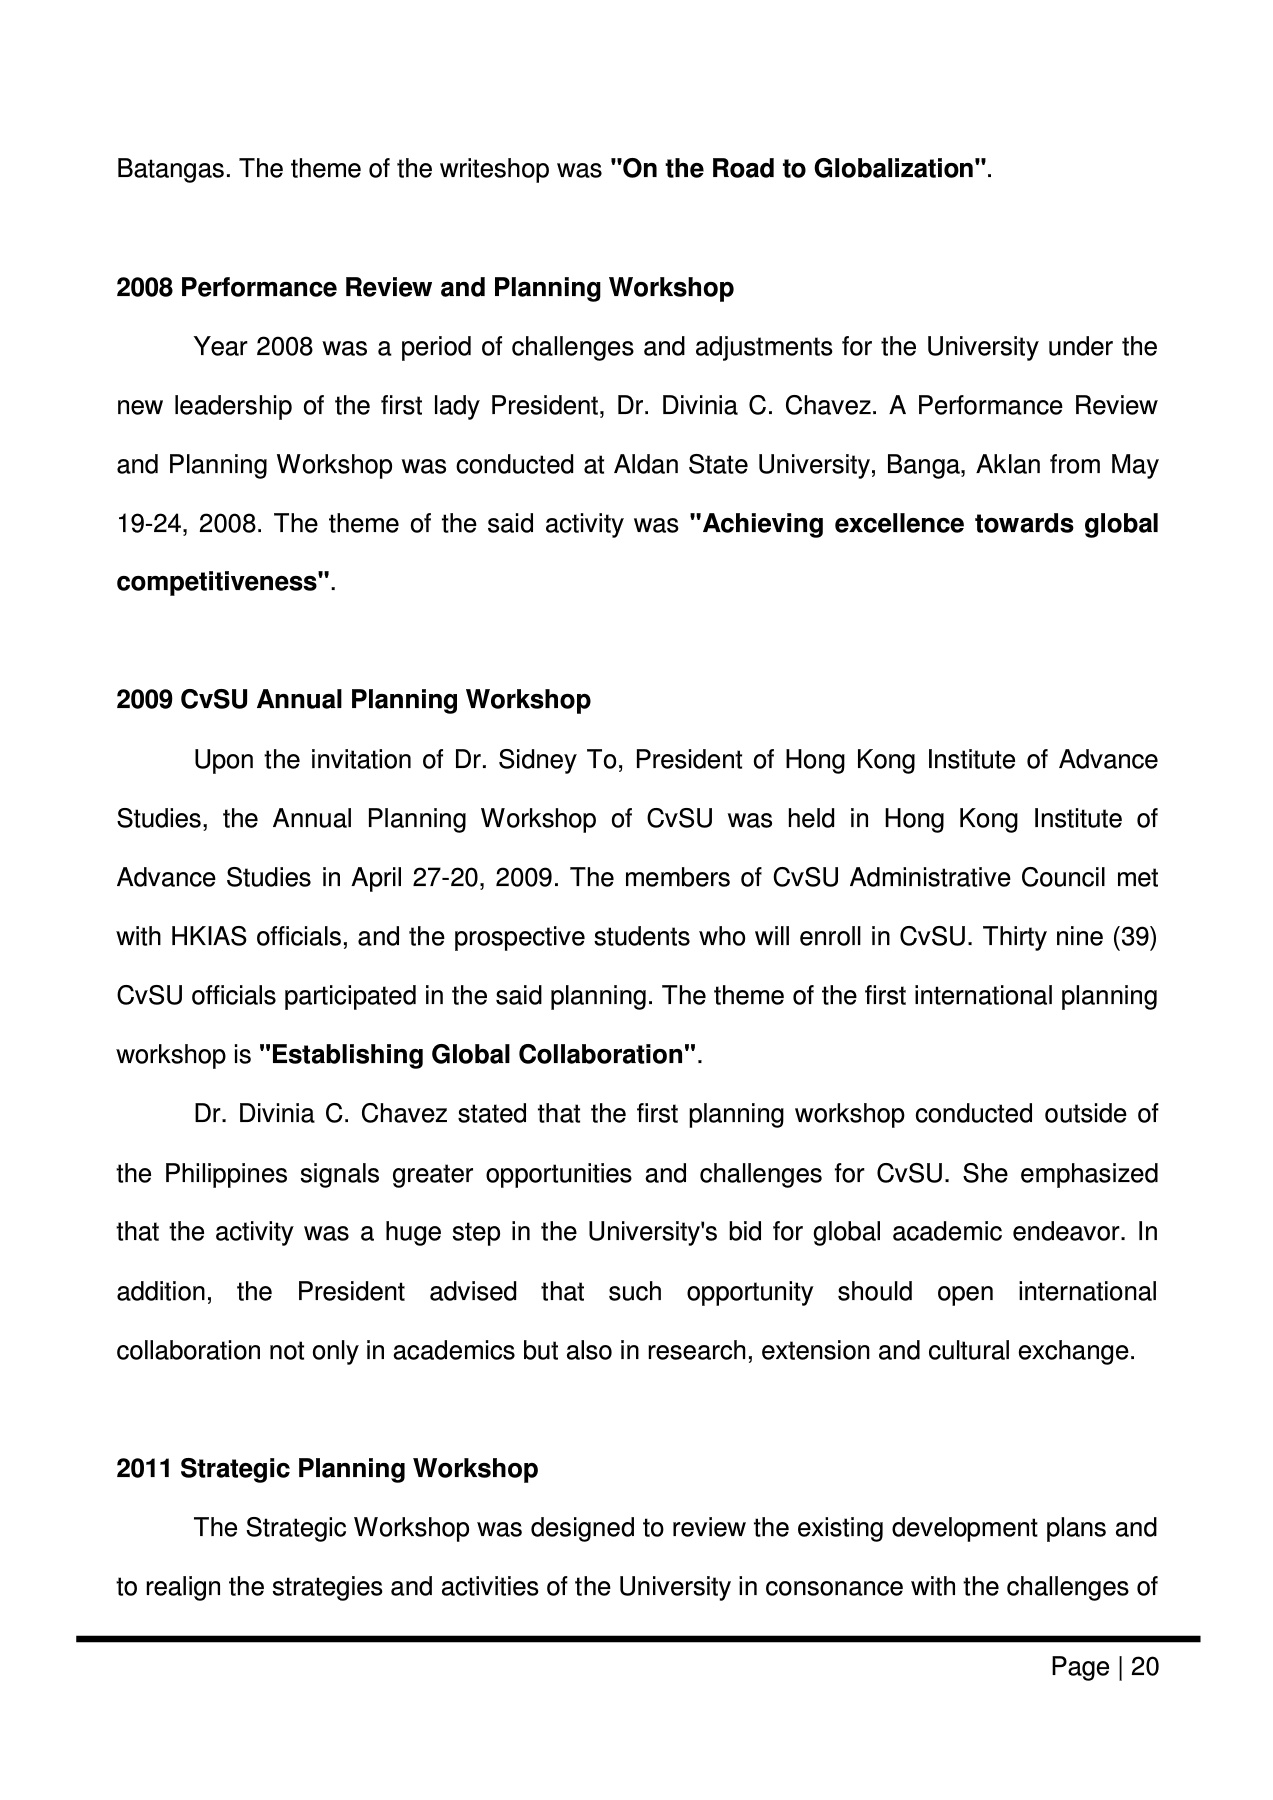 Batangas. The theme of the writeshop was "On the Road to Globalization".
2008 Performance Review and Planning Workshop
Year 2008 was a period of challenges and adjustments for the University under the
new leadership of the first lady President, Dr. Divinia C. Chavez. A Performance Review
and Planning Workshop was conducted at Aldan State University, Banga, Aklan from May
19-24, 2008. The theme of the said activity was "Achieving excellence towards global
competitiveness".
2009 CvSU Annual Planning Workshop
Upon the invitation of Dr. Sidney To, President of Hong Kong Institute of Advance
Studies, the Annual Planning Workshop of CvSU was held in Hong Kong Institute of
Advance Studies in April 27-20, 2009. The members of CvSU Administrative Council met
with HKIAS officials, and the prospective students who will enroll in CvSU. Thirty nine (39)
CvSU officials participated in the said planning. The theme of the first international planning
workshop is "Establishing Global Collaboration".
Dr. Divinia C. Chavez stated that the first planning workshop conducted outside of
the Philippines signals greater opportunities and challenges for CvSU. She emphasized
that the activity was a huge step in the University's bid for global academic endeavor. In
addition, the President advised that such opportunity should open international
collaboration not only in academics but also in research, extension and cultural exchange.
2011 Strategic Planning Workshop
The Strategic Workshop was designed to review the existing development plans and
to realign the strategies and activities of the University in consonance with the challenges of
Page | 20